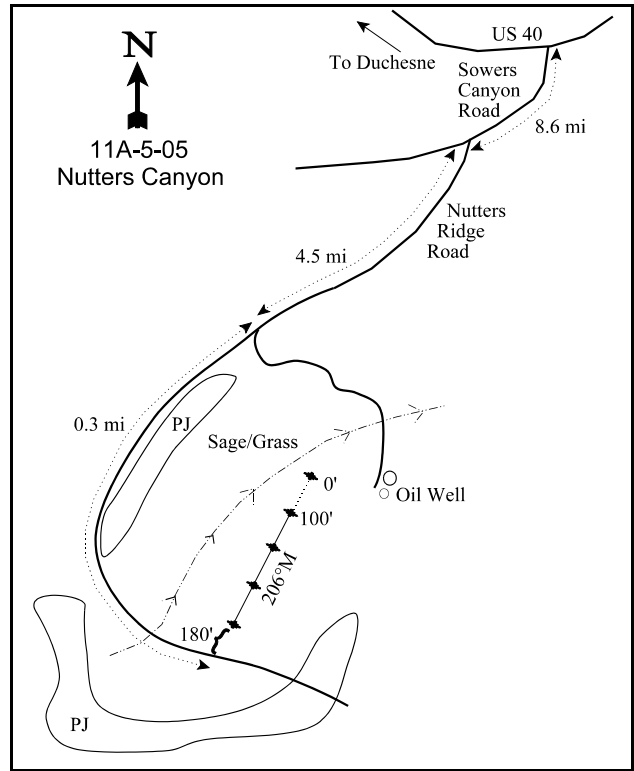 US 40
N
To Duchesne
Sowers
Canyon
Road
8.6 mi
11A-5-05
Nutters Canyon
Nutters
Ridge
Road
4.5 mi
0.3 mi
PJ
Sage/Grass
0'
Oil Well
100'
206°M
180'
PJ